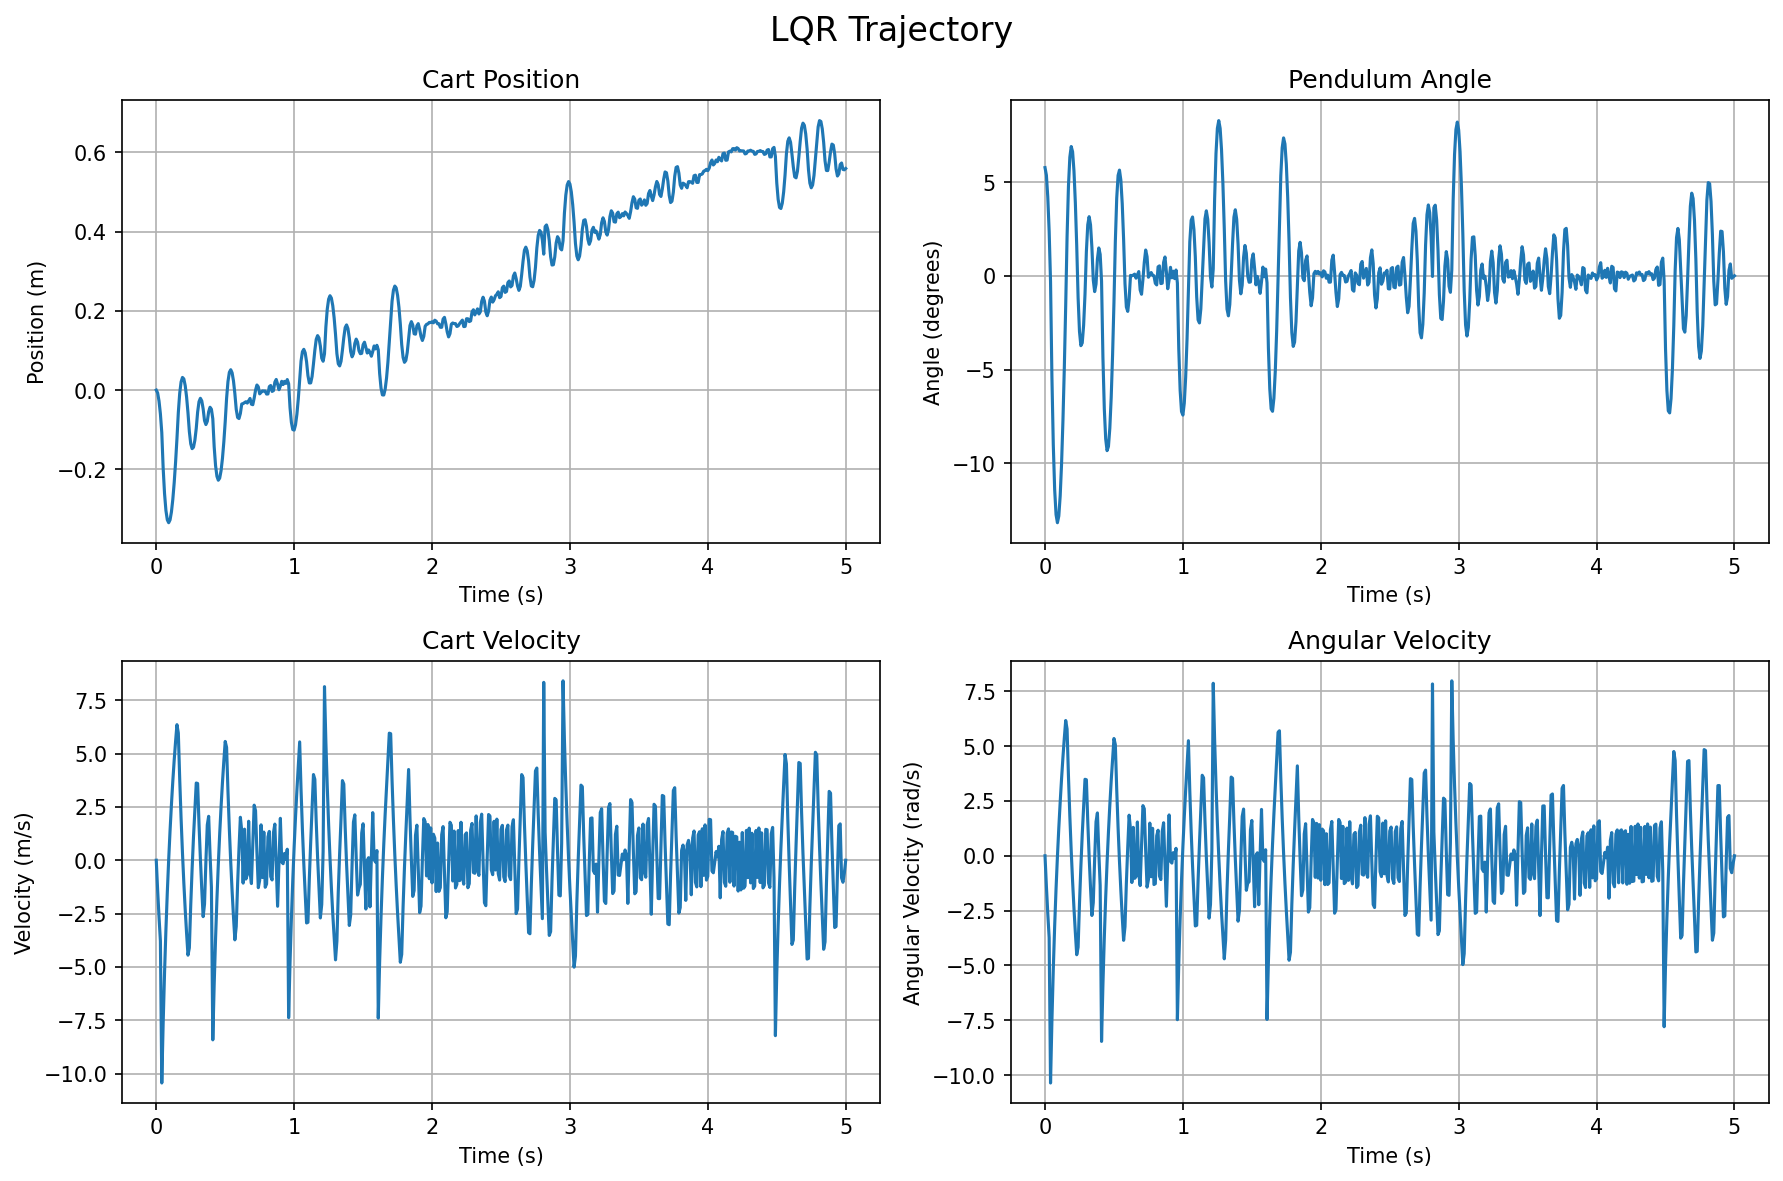 LQR Trajectory
Cart Position
Position (m)
0.6
0.4
0.2
0.0
−0.2
0 1 2 3 4 5
Time (s)
Pendulum Angle
Angle (degrees)
5
0
−5
−10
0 1 2 3 4 5
Time (s)
Cart Velocity
Velocity (m/s)
7.5
5.0
2.5
0.0
−2.5
−5.0
−7.5
−10.0
0 1 2 3 4 5
Time (s)
Angular Velocity
Angular Velocity (rad/s)
7.5
5.0
2.5
0.0
−2.5
−5.0
−7.5
−10.0
0 1 2 3 4 5
Time (s)